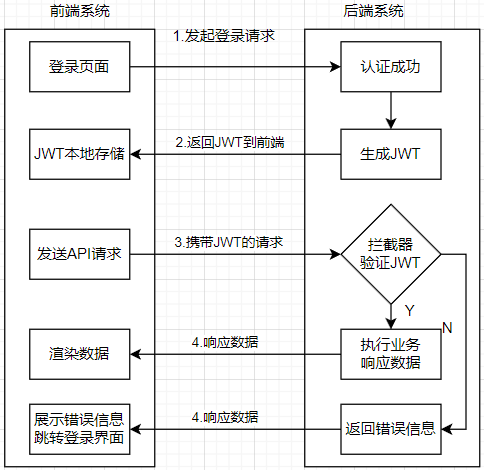 前端系统
后端系统
1.发起登录请求
登录页面
认证成功
2.返回JWT到前端
JWT本地存储
生成JWT
3.携带JWT的请求
发送API请求
拦截器
验证JWT
Y
N
4.响应数据
渲染数据
执行业务
响应数据
4.响应数据
展示错误信息
跳转登录界面
返回错误信息